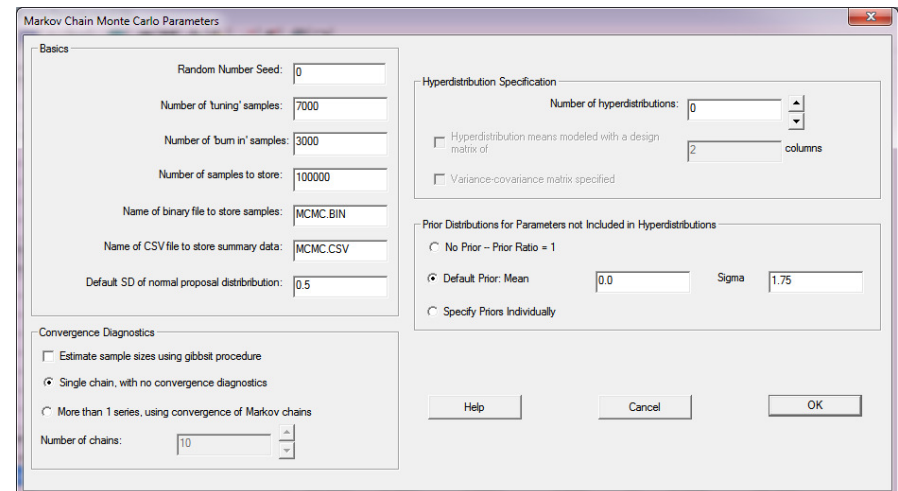 Markov Chain Monte Carlo Parameters
Basics
Random Number Seed: 0
Number of 'tuning' samples: 7000
Number of 'burn in' samples: 3000
Number of samples to store: 100000
Name of binary file to store samples: MCMC.BIN
Name of CSV file to store summary data: MCMC.CSV
Default SD of normal proposal distribribution: 0.5
Convergence Diagnostics
Estimate sample sizes using gibbsit procedure
Single chain, with no convergence diagnostics
More than 1 series, using convergence of Markov chains
Number of chains: 10
Hyperdistribution Specification
Number of hyperdistributions: 0
Hyperdistribution means modeled with a design
matrix of 2 columns
Variance-covariance matrix specified
Prior Distributions for Parameters not Included in Hyperdistributions
No Prior -- Prior Ratio = 1
Default Prior: Mean 0.0 Sigma 1.75
Specify Priors Individually
Help Cancel OK